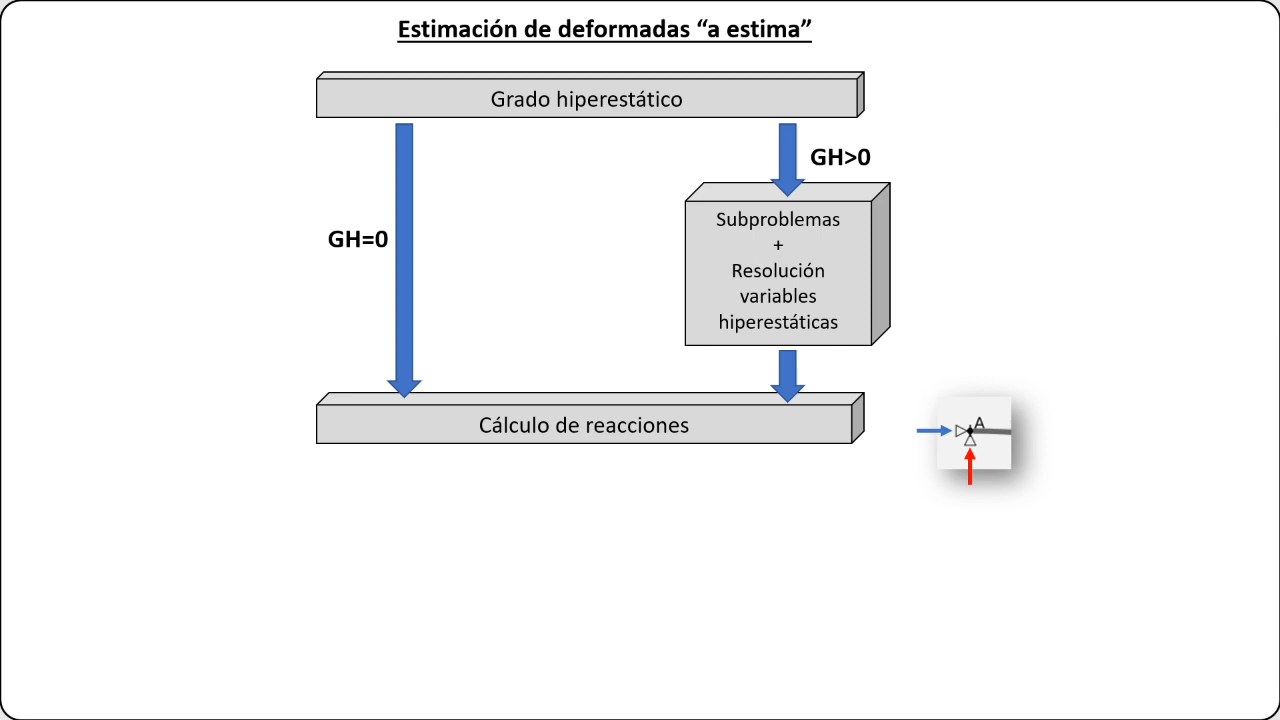 Estimación de deformadas “a estima”
Grado hiperestático
GH>0
GH=0
Subproblemas
+
Resolución
variables
hiperestáticas
Cálculo de reacciones
A